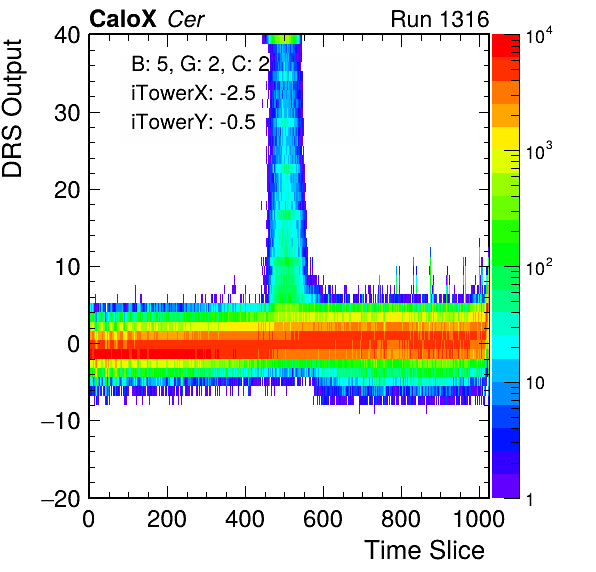 CaloX Cer Run 1316
DRS Output
B: 5, G: 2, C: 2
iTowerX: -2.5
iTowerY: -0.5
40
30
20
10
0
−10
−20
0 200 400 600 800 1000
Time Slice
10⁴
10³
10²
10
1